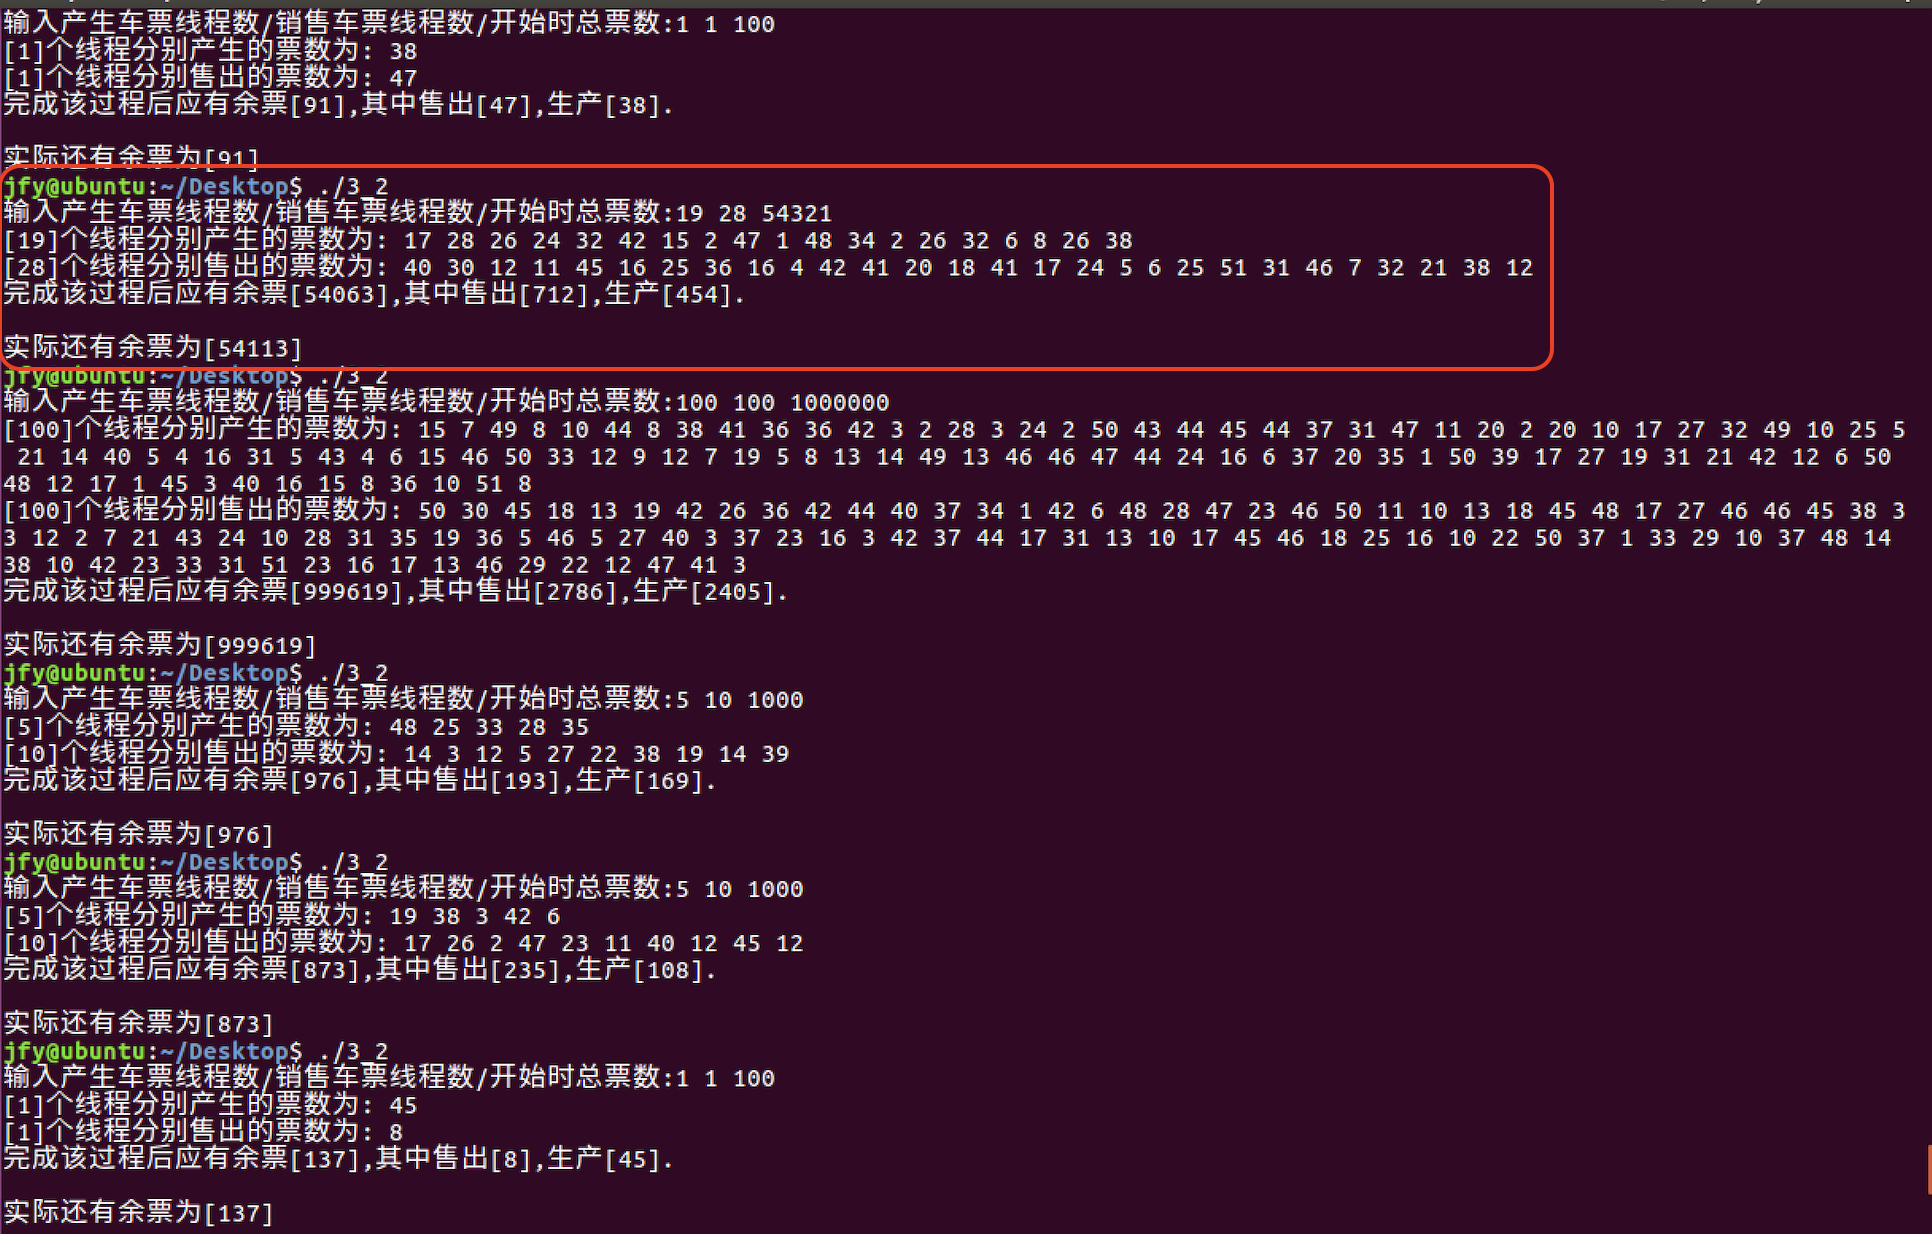 输入产生车票线程数/销售车票线程数/开始时总票数:1 1 100
[1]个线程分别产生的票数为: 38
[1]个线程分别售出的票数为: 47
完成该过程后应有余票[91],其中售出[47],生产[38].
实际还有余票为[91]
jfy@ubuntu:~/Desktop$ ./3_2
输入产生车票线程数/销售车票线程数/开始时总票数:19 28 54321
[19]个线程分别产生的票数为: 17 28 26 24 32 42 15 2 47 1 48 34 2 26 32 6 8 26 38
[28]个线程分别售出的票数为: 40 30 12 11 45 16 25 36 16 4 42 41 20 18 41 17 24 5 6 25 51 31 46 7 32 21 38 12
完成该过程后应有余票[54063],其中售出[712],生产[454].
实际还有余票为[54113]
jfy@ubuntu:~/Desktop$ ./3_2
输入产生车票线程数/销售车票线程数/开始时总票数:100 100 1000000
[100]个线程分别产生的票数为: 15 7 49 8 10 44 8 38 41 36 36 42 3 2 28 3 24 2 50 43 44 45 44 37 31 47 11 20 2 20 10 17 27 32 49 10 25 5
21 14 40 5 4 16 31 5 43 4 6 15 46 50 33 12 9 12 7 19 5 8 13 14 49 13 46 46 47 44 24 16 6 37 20 35 1 50 39 17 27 19 31 21 42 12 6 50
48 12 17 1 45 3 40 16 15 8 36 10 51 8
[100]个线程分别售出的票数为: 50 30 45 18 13 19 42 26 36 42 44 40 37 34 1 42 6 48 28 47 23 46 50 11 10 13 18 45 48 17 27 46 46 45 38 3
3 12 2 7 21 43 24 10 28 31 35 19 36 5 46 5 27 40 3 37 23 16 3 42 37 44 17 31 13 10 17 45 46 18 25 16 10 22 50 37 1 33 29 10 37 48 14
38 10 42 23 33 31 51 23 16 17 13 46 29 22 12 47 41 3
完成该过程后应有余票[999619],其中售出[2786],生产[2405].
实际还有余票为[999619]
jfy@ubuntu:~/Desktop$ ./3_2
输入产生车票线程数/销售车票线程数/开始时总票数:5 10 1000
[5]个线程分别产生的票数为: 48 25 33 28 35
[10]个线程分别售出的票数为: 14 3 12 5 27 22 38 19 14 39
完成该过程后应有余票[976],其中售出[193],生产[169].
实际还有余票为[976]
jfy@ubuntu:~/Desktop$ ./3_2
输入产生车票线程数/销售车票线程数/开始时总票数:5 10 1000
[5]个线程分别产生的票数为: 19 38 3 42 6
[10]个线程分别售出的票数为: 17 26 2 47 23 11 40 12 45 12
完成该过程后应有余票[873],其中售出[235],生产[108].
实际还有余票为[873]
jfy@ubuntu:~/Desktop$ ./3_2
输入产生车票线程数/销售车票线程数/开始时总票数:1 1 100
[1]个线程分别产生的票数为: 45
[1]个线程分别售出的票数为: 8
完成该过程后应有余票[137],其中售出[8],生产[45].
实际还有余票为[137]